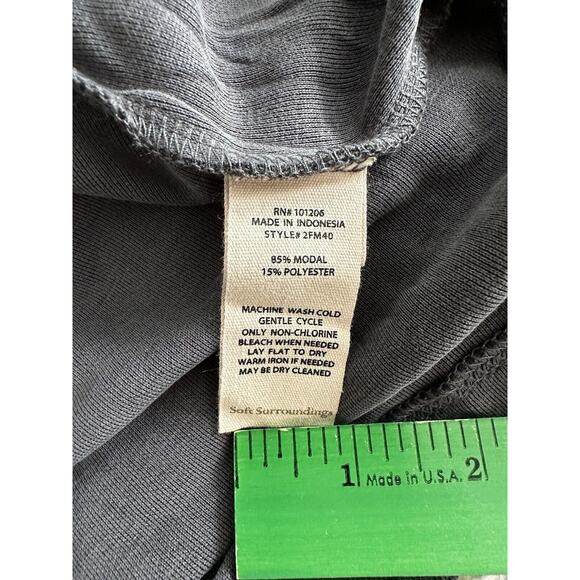 RN# 101206
MADE IN INDONESIA
STYLE# 2FM40
85% MODAL
15% POLYESTER
MACHINE WASH COLD
GENTLE CYCLE
ONLY NON-CHLORINE
BLEACH WHEN NEEDED
LAY FLAT TO DRY
WARM IRON IF NEEDED
MAY BE DRY CLEANED
Soft Surroundings
1 Made in U.S.A. 2